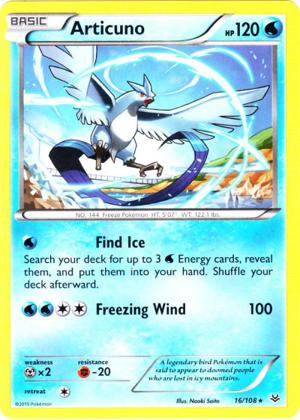 BASIC
Articuno
HP 120
NO. 144 Freeze Pokémon HT. 5'07" WT. 122.1 lbs.
Find Ice
Search your deck for up to 3 Energy cards, reveal
them, and put them into your hand. Shuffle your
deck afterward.
Freezing Wind 100
weakness
×2
resistance
-20
retreat
A legendary bird Pokémon that is
said to appear to doomed people who
are lost in icy mountains.
Illus. Naoki Saito
16/108
©2015 Pokémon